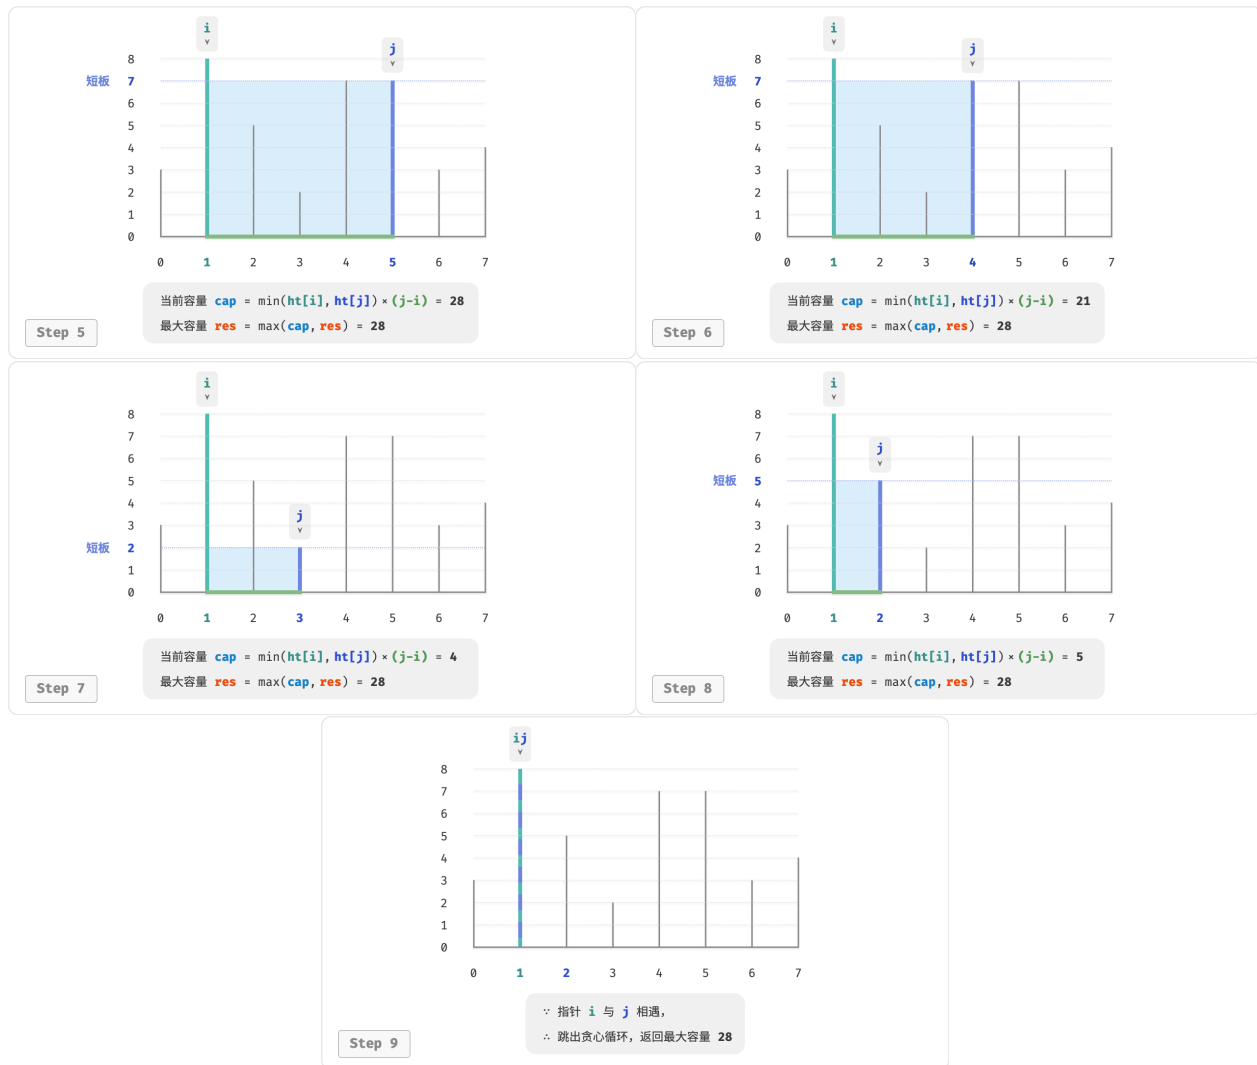 i
j
8
短板 7
6
5
4
3
2
1
0
0 1 2 3 4 5 6 7
当前容量 cap = min(ht[i], ht[j]) × (j-i) = 28
最大容量 res = max(cap, res) = 28
Step 5
i
j
8
短板 7
6
5
4
3
2
1
0
0 1 2 3 4 5 6 7
当前容量 cap = min(ht[i], ht[j]) × (j-i) = 21
最大容量 res = max(cap, res) = 28
Step 6
i
8
7
6
5
j
4
3
短板 2
1
0
0 1 2 3 4 5 6 7
当前容量 cap = min(ht[i], ht[j]) × (j-i) = 4
最大容量 res = max(cap, res) = 28
Step 7
i
8
j
7
6
短板 5
4
3
2
1
0
0 1 2 3 4 5 6 7
当前容量 cap = min(ht[i], ht[j]) × (j-i) = 5
最大容量 res = max(cap, res) = 28
Step 8
ij
8
7
6
5
4
3
2
1
0
0 1 2 3 4 5 6 7
∵ 指针 i 与 j 相遇，
∴ 跳出贪心循环，返回最大容量 28
Step 9